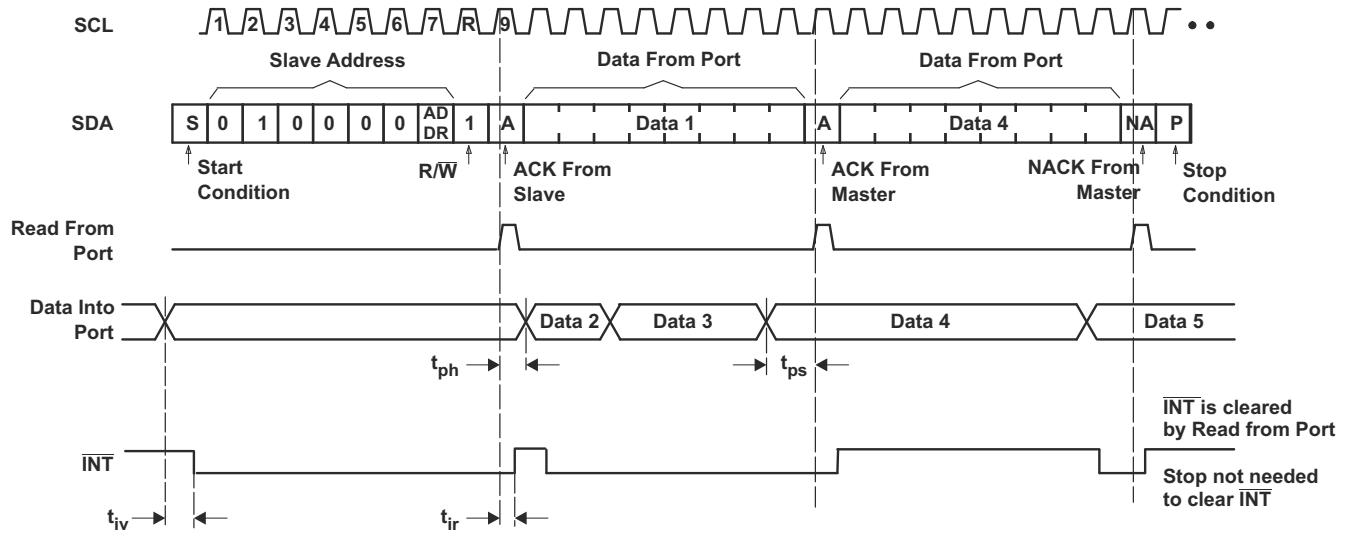 SCL 1 2 3 4 5 6 7 R 9
Slave Address Data From Port Data From Port
SDA S 0 1 0 0 0 0 AD DR 1 A Data 1 A Data 4 NA P
Start Condition
R/W
ACK From Slave
ACK From Master
NACK From Master
Stop Condition
Read From Port
Data Into Port
Data 2 Data 3 Data 4 Data 5
tph
tps
INT is cleared by Read from Port
INT
Stop not needed to clear INT
tiv
tir